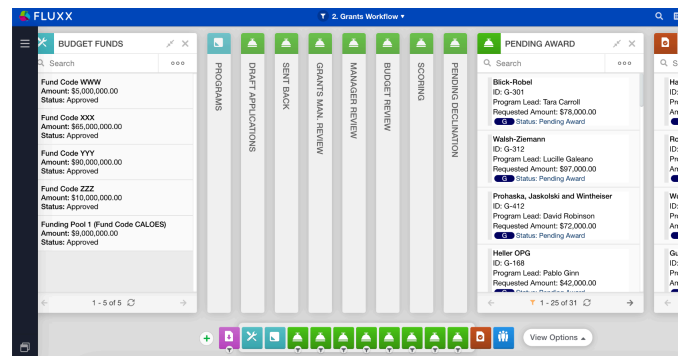 FLUXX
2. Grants Workflow
BUDGET FUNDS
Search
Fund Code WWW
Amount: $5,000,000.00
Status: Approved
Fund Code XXX
Amount: $65,000,000.00
Status: Approved
Fund Code YYY
Amount: $90,000,000.00
Status: Approved
Fund Code ZZZ
Amount: $10,000,000.00
Status: Approved
Funding Pool 1 (Fund Code CALOES)
Amount: $9,000,000.00
Status: Approved
1 - 5 of 5
PROGRAMS
DRAFT APPLICATIONS
SENT BACK
GRANTS MAN. REVIEW
MANAGER REVIEW
BUDGET REVIEW
SCORING
PENDING DECLINATION
PENDING AWARD
Search
Blick-Robel
ID: G-301
Program Lead: Tara Carroll
Requested Amount: $78,000.00
G Status: Pending Award
Walsh-Ziemann
ID: G-312
Program Lead: Lucille Galeano
Requested Amount: $97,000.00
G Status: Pending Award
Prohaska, Jaskolski and Wintheiser
ID: G-412
Program Lead: David Robinson
Requested Amount: $72,000.00
G Status: Pending Award
Heller OPG
ID: G-168
Program Lead: Pablo Ginn
Requested Amount: $42,000.00
1 - 25 of 31
View Options